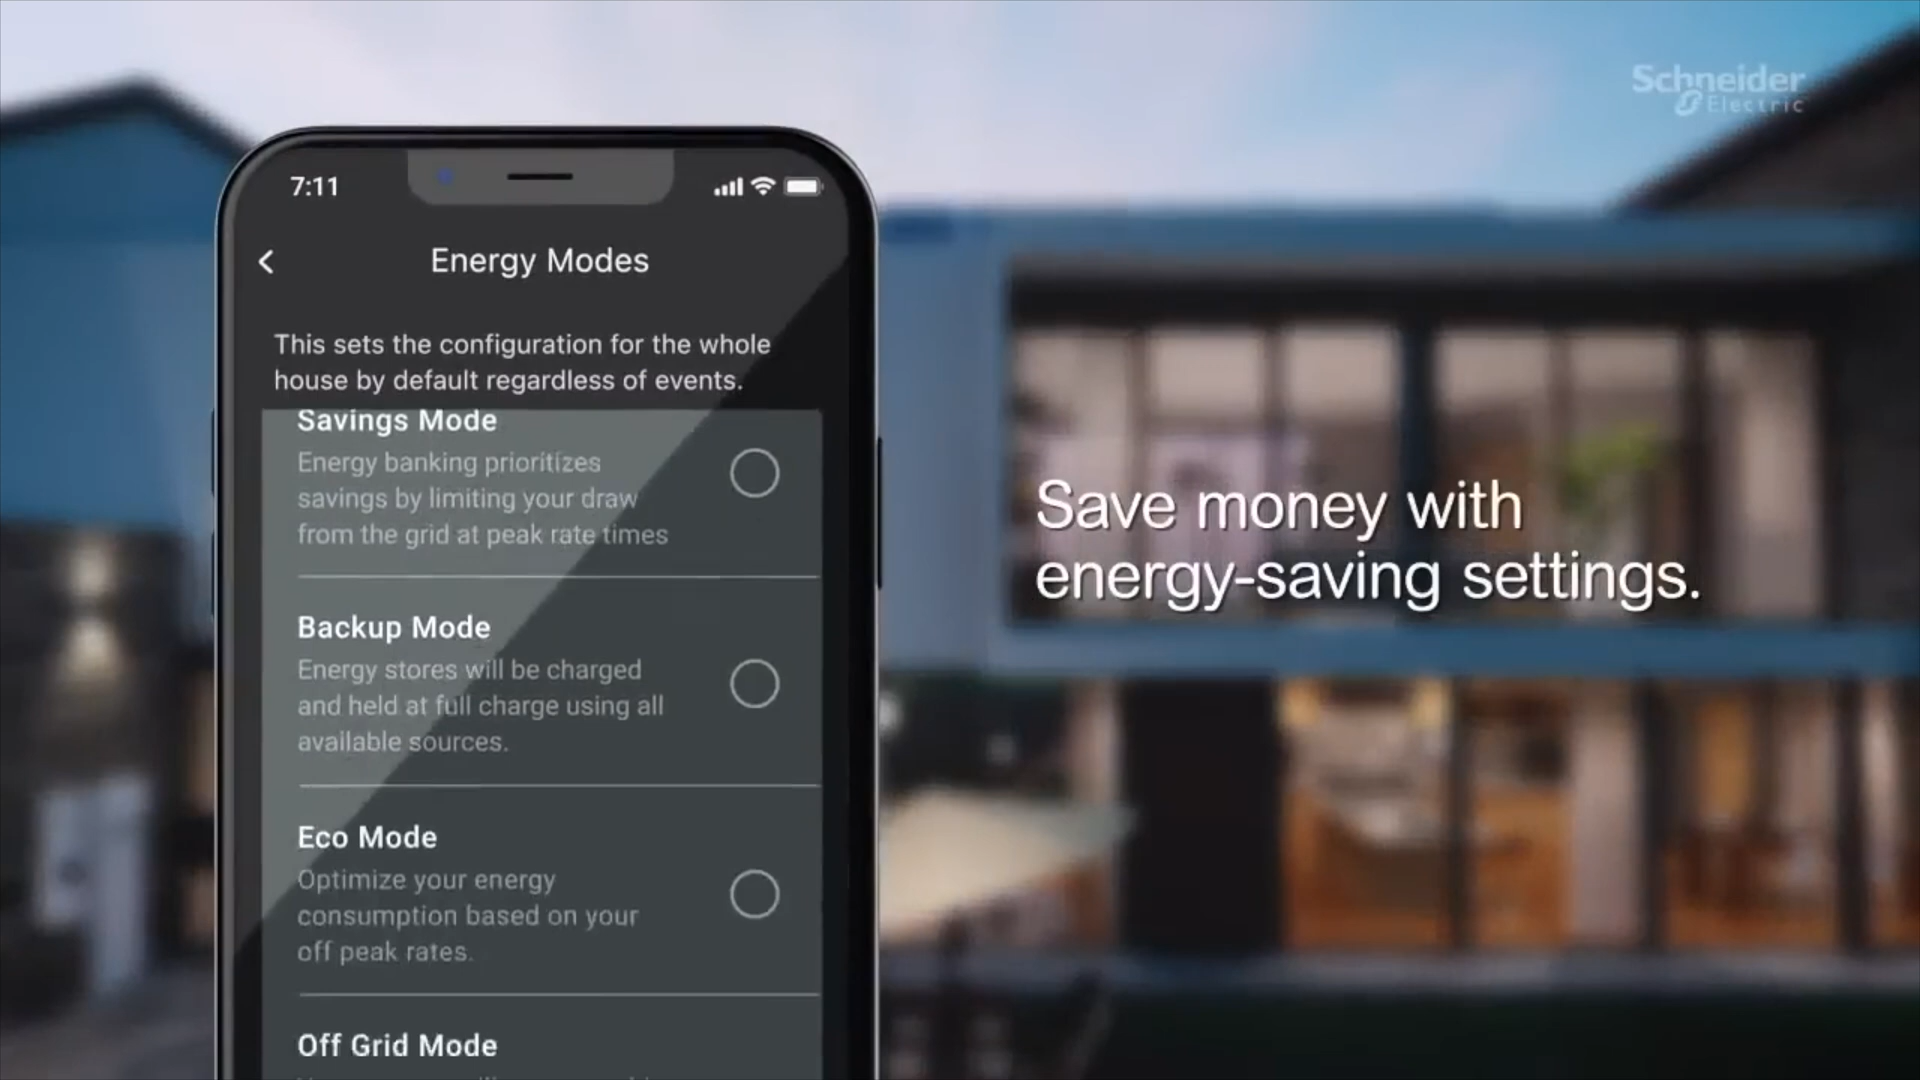 Schneider
Electric
7:11
Energy Modes
This sets the configuration for the whole
house by default regardless of events.
Savings Mode
Energy banking prioritizes
savings by limiting your draw
from the grid at peak rate times
Backup Mode
Energy stores will be charged
and held at full charge using all
available sources.
Eco Mode
Optimize your energy
consumption based on your
off peak rates.
Off Grid Mode
Save money with
energy-saving settings.